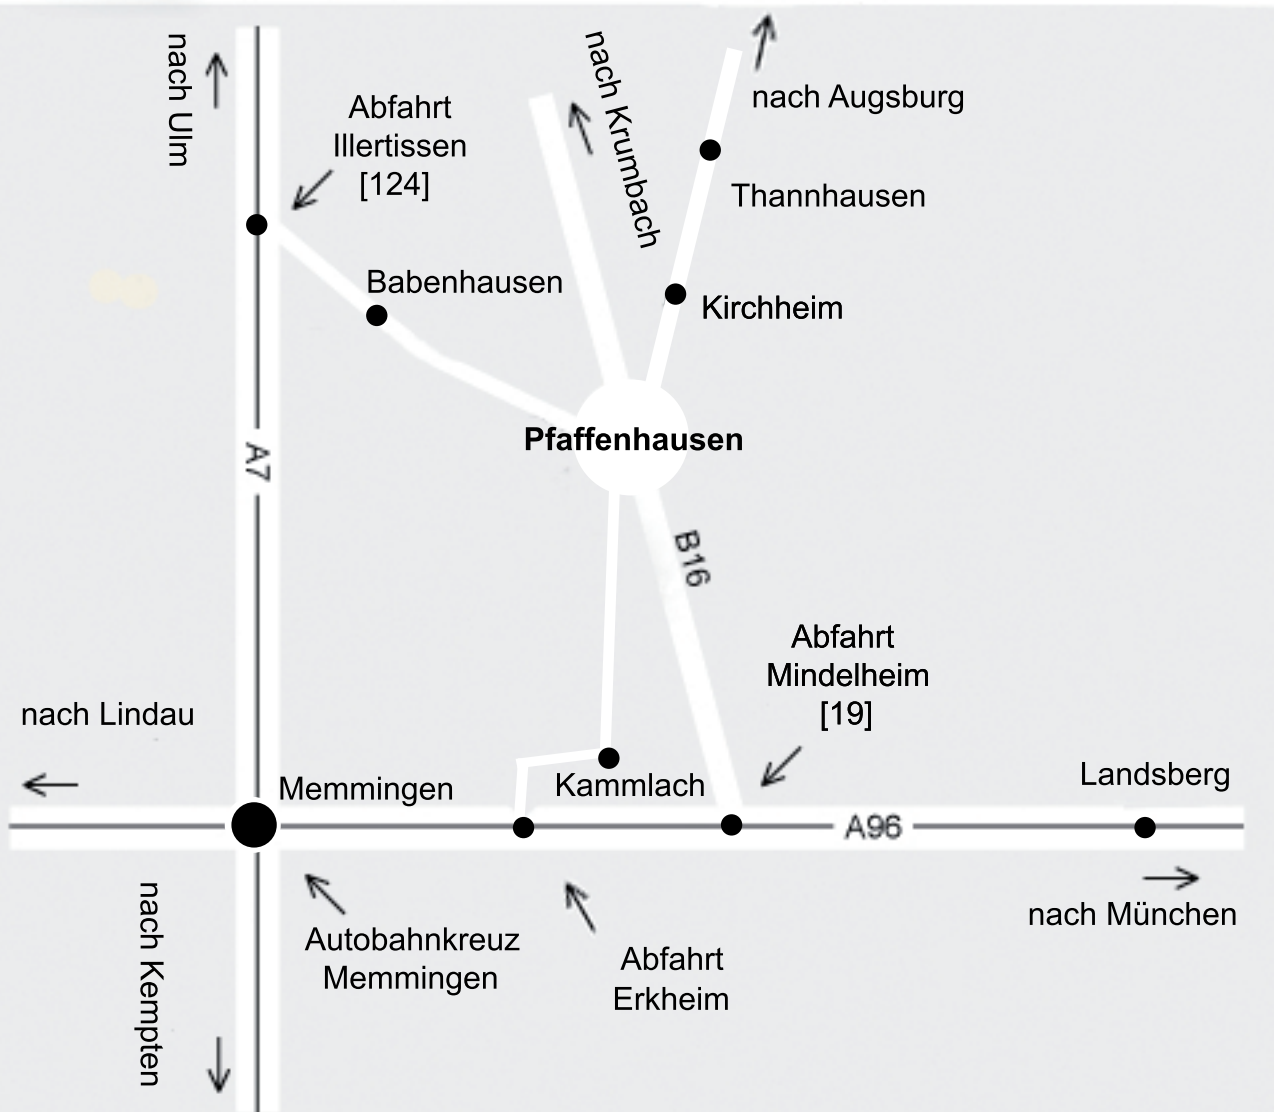 nach Ulm
Abfahrt
Illertissen
[124]
nach Krumbach
nach Augsburg
Thannhausen
Babenhausen
Kirchheim
Pfaffenhausen
A7
B16
Abfahrt
Mindelheim
[19]
nach Lindau
Memmingen
Kammlach
Landsberg
A96
nach München
nach Kempten
Autobahnkreuz
Memmingen
Abfahrt
Erkheim